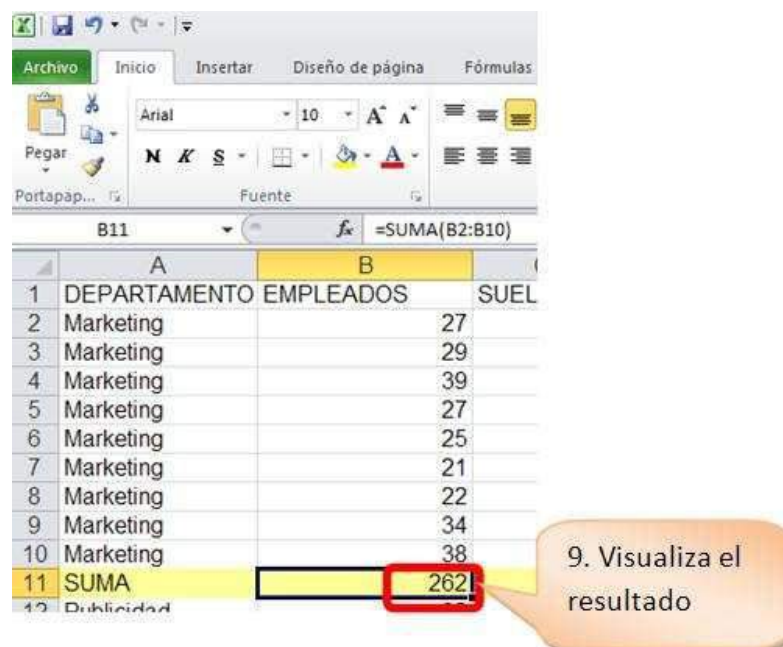 Archivo Inicio Insertar Diseño de página Fórmulas
Arial 10 A A
Pegar N K S A
Portapap... Fuente
B11 fx =SUMA(B2:B10)
A B
1 DEPARTAMENTO EMPLEADOS SUEL
2 Marketing 27
3 Marketing 29
4 Marketing 39
5 Marketing 27
6 Marketing 25
7 Marketing 21
8 Marketing 22
9 Marketing 34
10 Marketing 38
11 SUMA 262
12 Publicidad
9. Visualiza el
resultado